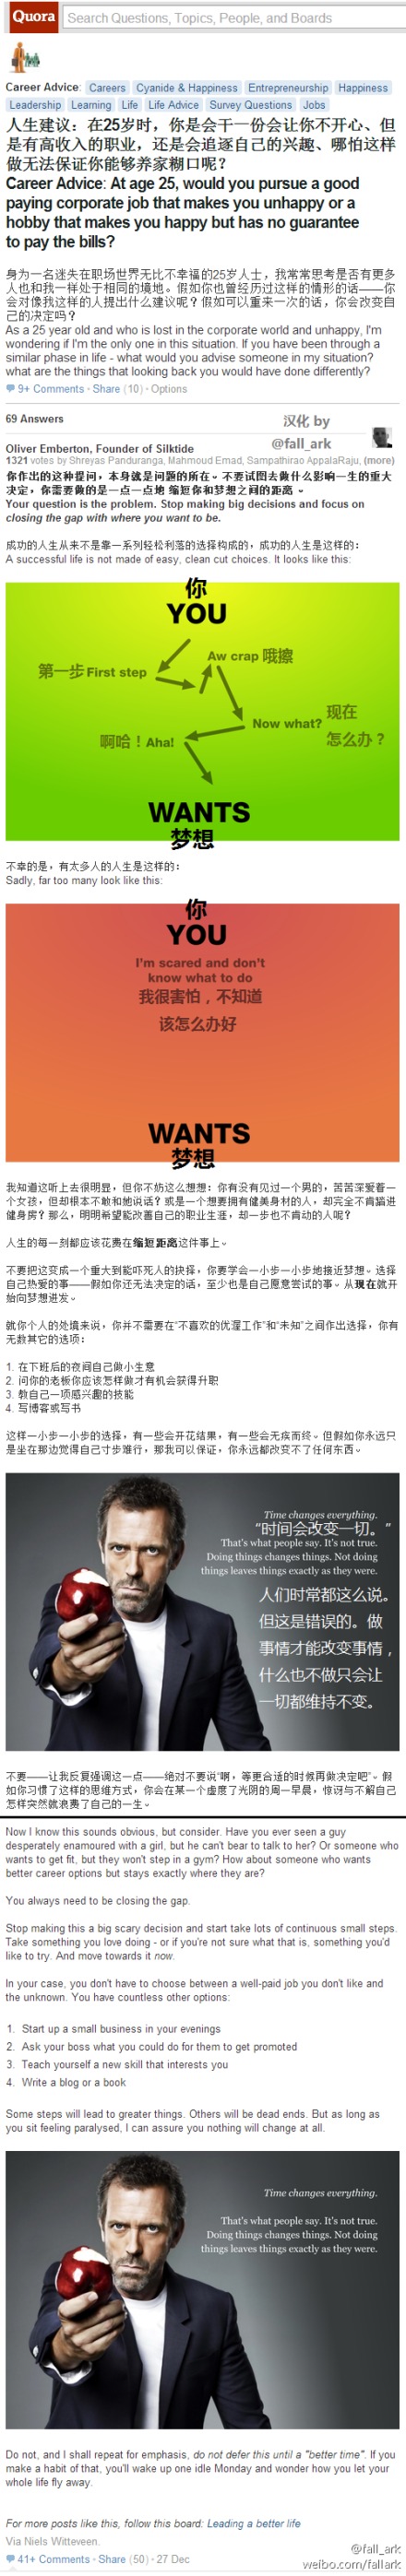 Quora Search Questions, Topics, People, and Boards
Career Advice: Careers Cyanide & Happiness Entrepreneurship Happiness
Leadership Learning Life Life Advice Survey Questions Jobs
人生建议：在25岁时，你是会干一份会让你不开心、但
是有高收入的职业，还是会追逐自己的兴趣、哪怕这样
做无法保证你能够养家糊口呢？
Career Advice: At age 25, would you pursue a good
paying corporate job that makes you unhappy or a
hobby that makes you happy but has no guarantee
to pay the bills?
身为一名迷失在职场世界无比不幸福的25岁人士，我常常思考是否有更多
人也和我一样处于相同的境地。假如你也曾经历过这样的情形的话——你
会对像我这样的人提出什么建议呢？假如可以重来一次的话，你会改变自
己的决定吗？
As a 25 year old and who is lost in the corporate world and unhappy, I'm
wondering if I'm the only one in this situation. If you have been through a
similar phase in life - what would you advise someone in my situation?
what are the things that looking back you would have done differently?
9+ Comments · Share (10) · Options
69 Answers
汉化 by
@fall_ark
Oliver Emberton, Founder of Silktide
1321 votes by Shreyas Panduranga, Mahmoud Emad, Sampathirao AppalaRaju, (more)
你作出的这种提问，本身就是问题的所在。不要试图去做什么影响一生的重大
决定，你需要做的是一点一点地 缩短你和梦想之间的距离 。
Your question is the problem. Stop making big decisions and focus on
closing the gap with where you want to be.
成功的人生从来不是靠一系列轻松利落的选择构成的，成功的人生是这样的：
A successful life is not made of easy, clean cut choices. It looks like this:
你
YOU
Aw crap 哦擦
第一步 First step
Now what? 现在
怎么办？
啊哈！Aha!
WANTS
梦想
不幸的是，有太多人的人生是这样的：
Sadly, far too many look like this:
你
YOU
I'm scared and don't
know what to do
我很害怕，不知道
该怎么办好
WANTS
梦想
我知道这听上去很明显，但你不妨这么想想：你有没有见过一个男的，苦苦深爱着一
个女孩，但却根本不敢和她说话？或是一个想要拥有健美身材的人，却完全不肯踏进
健身房？那么，明明希望能改善自己的职业生涯，却一步也不肯动的人呢？
人生的每一刻都应该花费在缩短距离这件事上。
不要把这变成一个重大到能吓死人的抉择，你要学会一小步一小步地接近梦想。选择
自己热爱的事——假如你还无法决定的话，至少也是自己愿意尝试的事。从现在就开
始向梦想进发。
就你个人的处境来说，你并不需要在“不喜欢的优渥工作”和“未知”之间作出选择，你有
无数其它的选项：
1. 在下班后的夜间自己做小生意
2. 问你的老板你应该怎样做才有机会获得升职
3. 教自己一项感兴趣的技能
4. 写博客或写书
这样一小步一小步的选择，有一些会开花结果，有一些会无疾而终。但假如你永远只
是坐在那边觉得自己寸步难行，那我可以保证，你永远都改变不了任何东西。
Time changes everything.
“时间会改变一切。”
That's what people say. It's not true.
Doing things changes things. Not doing
things leaves things exactly as they were.
人们时常都这么说。
但这是错误的。做
事情才能改变事情，
什么也不做只会让
一切都维持不变。
不要——让我反复强调这一点——绝对不要说“啊，等更合适的时候再做决定吧”。假
如你习惯了这样的思维方式，你会在某一个虚度了光阴的周一早晨，惊讶与不解自己
怎样突然就浪费了自己的一生。
Now I know this sounds obvious, but consider. Have you ever seen a guy
desperately enamoured with a girl, but he can't bear to talk to her? Or someone who
wants to get fit, but they won't step in a gym? How about someone who wants
better career options but stays exactly where they are?
You always need to be closing the gap.
Stop making this a big scary decision and start take lots of continuous small steps.
Take something you love doing - or if you're not sure what that is, something you'd
like to try. And move towards it now.
In your case, you don't have to choose between a well-paid job you don't like and
the unknown. You have countless other options:
1. Start up a small business in your evenings
2. Ask your boss what you could do for them to get promoted
3. Teach yourself a new skill that interests you
4. Write a blog or a book
Some steps will lead to greater things. Others will be dead ends. But as long as
you sit feeling paralysed, I can assure you nothing will change at all.
Time changes everything.
That's what people say. It's not true.
Doing things changes things. Not doing
things leaves things exactly as they were.
Do not, and I shall repeat for emphasis, do not defer this until a "better time". If you
make a habit of that, you'll wake up one idle Monday and wonder how you let your
whole life fly away.
For more posts like this, follow this board: Leading a better life
Via Niels Witteveen.
41+ Comments · Share (50) · 27 Dec
@fall_ark
weibo.com/fallark